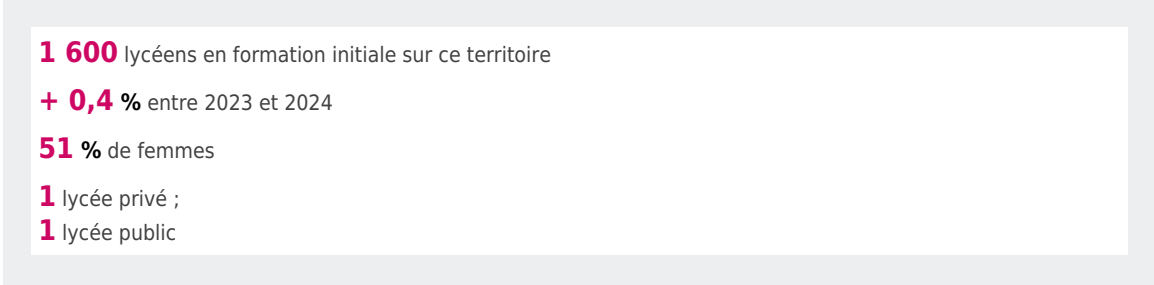 1 600 lycéens en formation initiale sur ce territoire
+ 0,4 % entre 2023 et 2024
51 % de femmes
1 lycée privé ;
1 lycée public